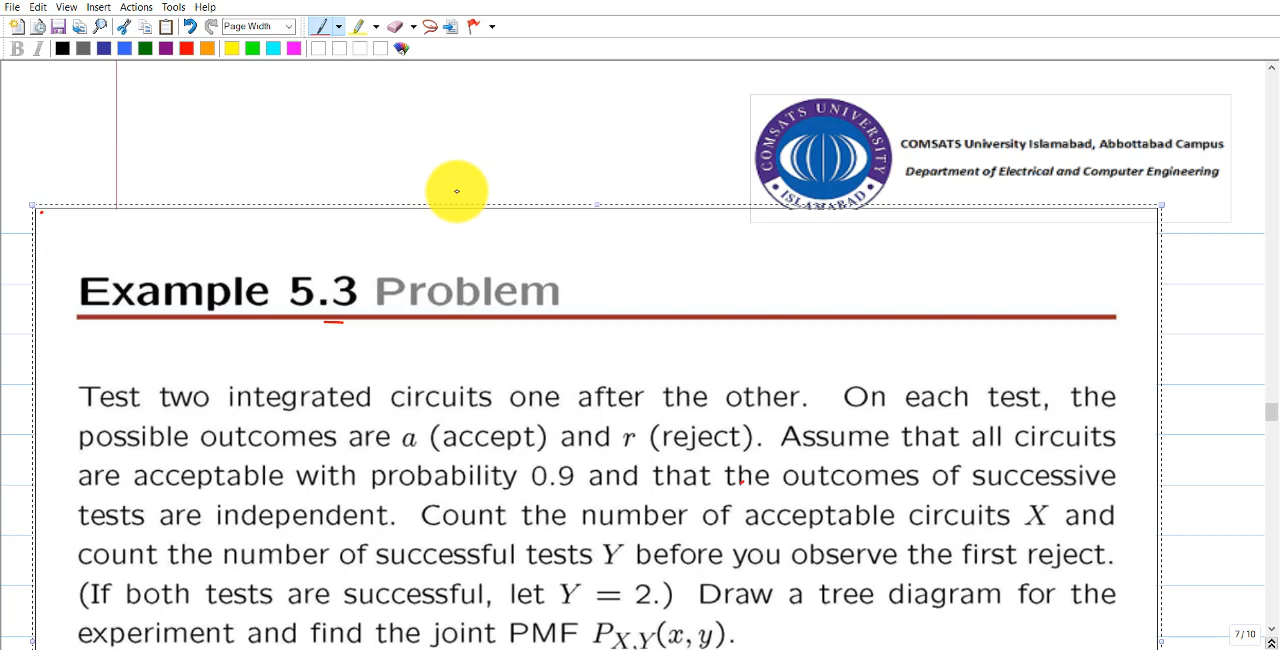 File Edit View Insert Actions Tools Help
Page Width
B I
COMSATS UNIVERSITY
ISLAMABAD
COMSATS University Islamabad, Abbottabad Campus
Department of Electrical and Computer Engineering
Example 5.3 Problem
Test two integrated circuits one after the other. On each test, the
possible outcomes are a (accept) and r (reject). Assume that all circuits
are acceptable with probability 0.9 and that the outcomes of successive
tests are independent. Count the number of acceptable circuits X and
count the number of successful tests Y before you observe the first reject.
(If both tests are successful, let Y = 2.) Draw a tree diagram for the
experiment and find the joint PMF P_{X,Y}(x, y).
7/10